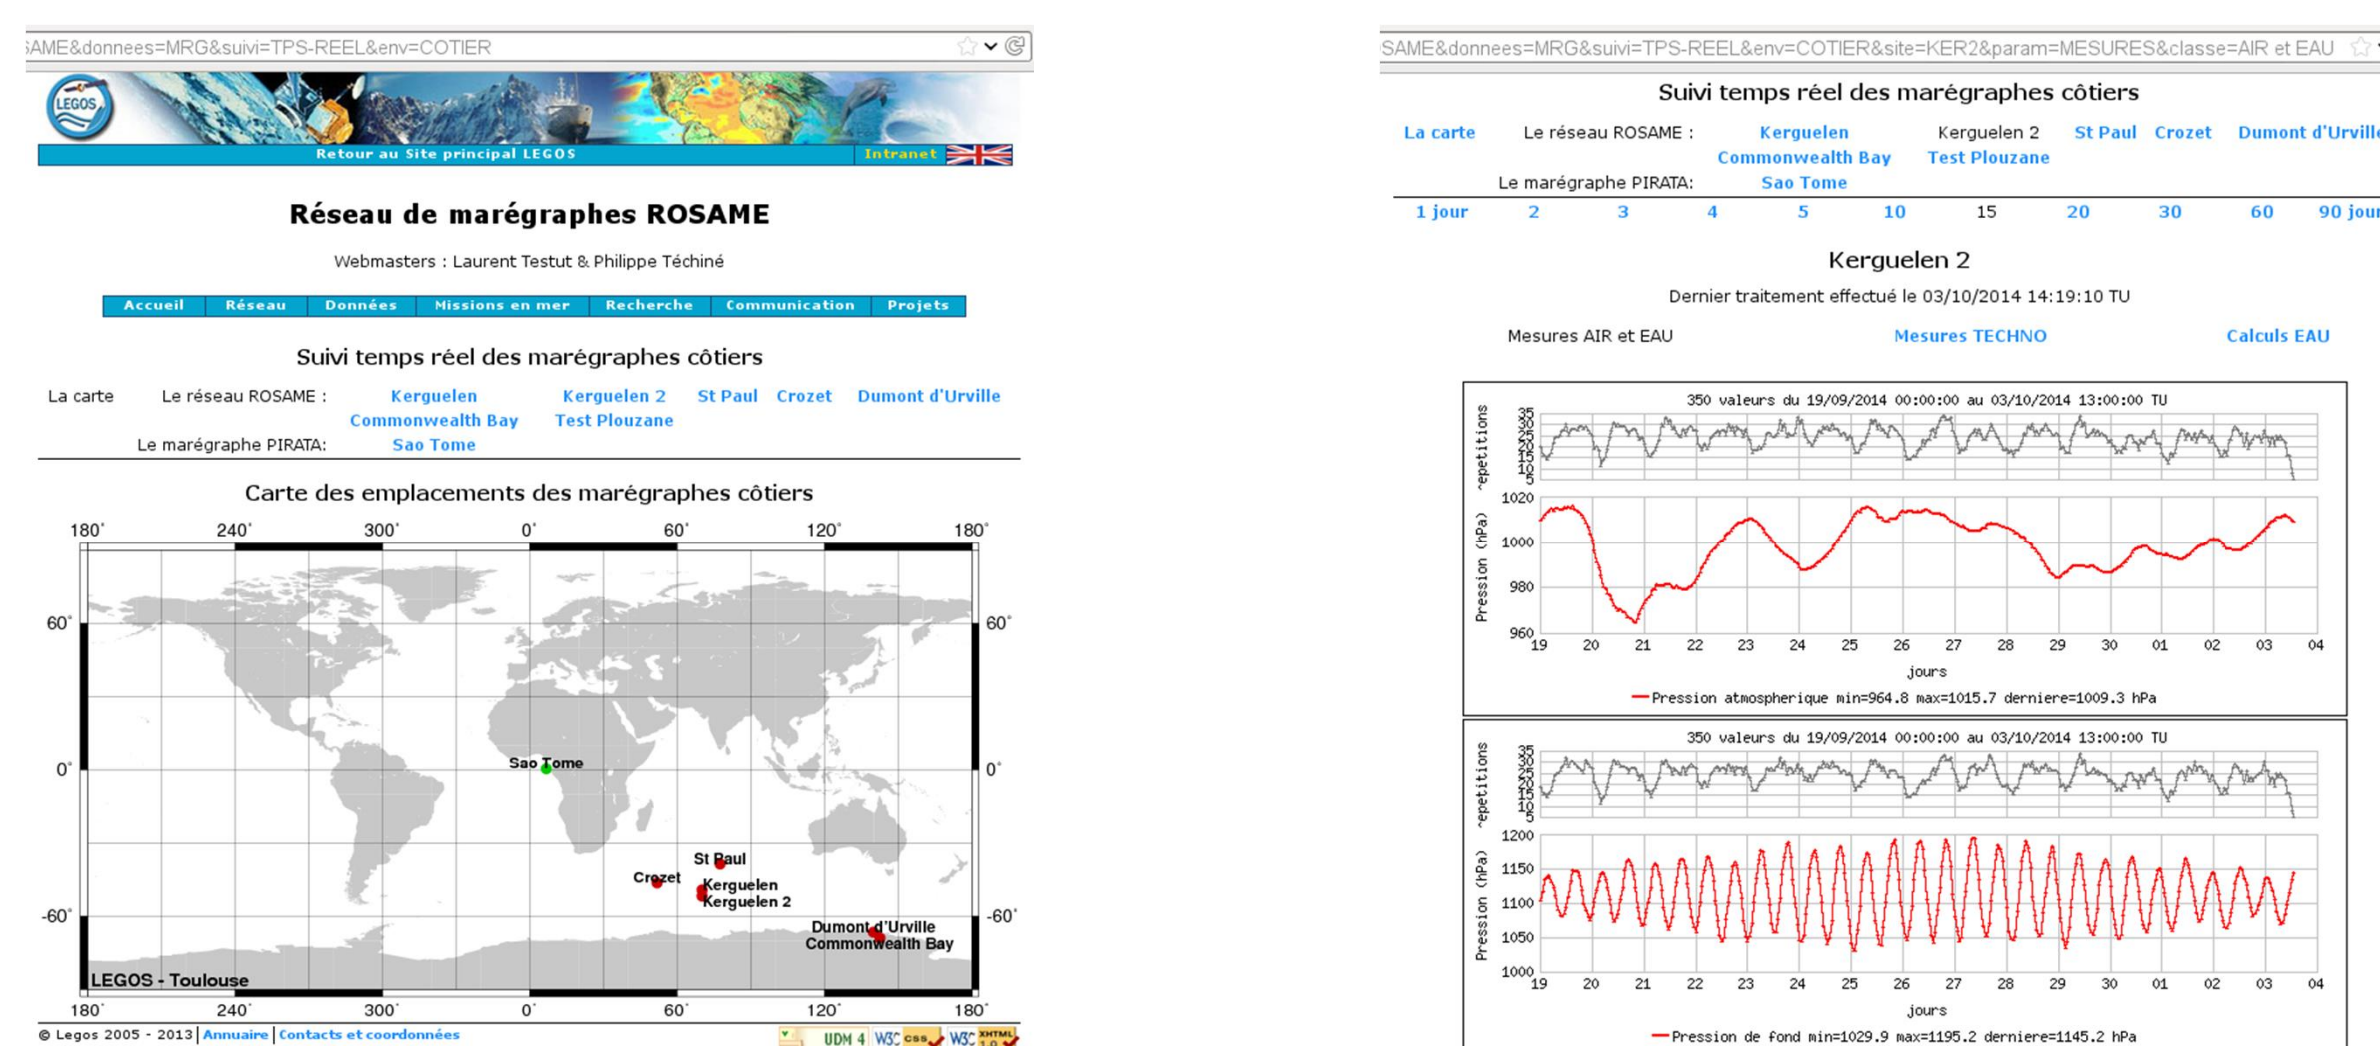 SAME&donnees=MRG&suivi=TPS-REEL&env=COTIER
LEGOS
Retour au Site principal LEGOS
Intranet
Réseau de marégraphes ROSAME
Webmasters : Laurent Testut & Philippe Téchiné
Accueil Réseau Données Missions en mer Recherche Communication Projets
Suivi temps réel des marégraphes côtiers
La carte Le réseau ROSAME : Kerguelen Kerguelen 2 St Paul Crozet Dumont d'Urville
Commonwealth Bay Test Plouzane
Le marégraphe PIRATA: Sao Tome
Carte des emplacements des marégraphes côtiers
180° 240° 300° 0° 60° 120° 180°
60° 60°
Sao Tome
0° 0°
St Paul
Crozet
Kerguelen
Kerguelen 2
-60° -60°
Dumont d'Urville
Commonwealth Bay
LEGOS - Toulouse
180° 240° 300° 0° 60° 120° 180°
© Legos 2005 - 2013 Annuaire Contacts et coordonnées
UDM 4 W3C css W3C XHTML 1.0
SAME&donnees=MRG&suivi=TPS-REEL&env=COTIER&site=KER2&param=MESURES&classe=AIR et EAU
Suivi temps réel des marégraphes côtiers
La carte Le réseau ROSAME : Kerguelen Kerguelen 2 St Paul Crozet Dumont d'Urville
Commonwealth Bay Test Plouzane
Le marégraphe PIRATA: Sao Tome
1 jour 2 3 4 5 10 15 20 30 60 90 jour
Kerguelen 2
Dernier traitement effectué le 03/10/2014 14:19:10 TU
Mesures AIR et EAU Mesures TECHNO Calculs EAU
350 valeurs du 19/09/2014 00:00:00 au 03/10/2014 13:00:00 TU
^epetitions
35
30
25
20
15
10
5
Pression (hPa)
1020
1000
980
960
19 20 21 22 23 24 25 26 27 28 29 30 01 02 03 04
jours
Pression atmospherique min=964.8 max=1015.7 derniere=1009.3 hPa
350 valeurs du 19/09/2014 00:00:00 au 03/10/2014 13:00:00 TU
^epetitions
35
30
25
20
15
10
5
Pression (hPa)
1200
1150
1100
1050
1000
19 20 21 22 23 24 25 26 27 28 29 30 01 02 03 04
jours
Pression de fond min=1029.9 max=1195.2 derniere=1145.2 hPa